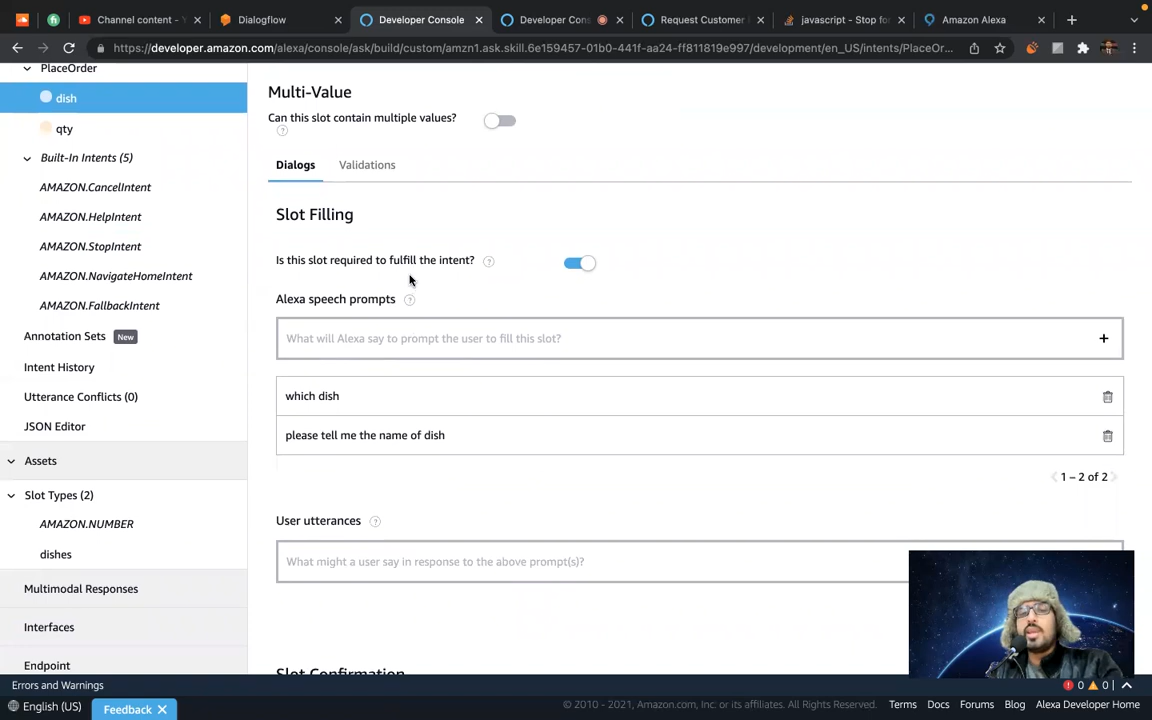 Channel content - Y
Dialogflow
Developer Console
Developer Con
Request Customer
javascript - Stop fo
Amazon Alexa
https://developer.amazon.com/alexa/console/ask/build/custom/amzn1.ask.skill.6e159457-01b0-441f-aa24-ff811819e997/development/en_US/intents/PlaceOr...
PlaceOrder
dish
qty
Built-In Intents (5)
AMAZON.CancelIntent
AMAZON.HelpIntent
AMAZON.StopIntent
AMAZON.NavigateHomeIntent
AMAZON.FallbackIntent
Annotation Sets New
Intent History
Utterance Conflicts (0)
JSON Editor
Assets
Slot Types (2)
AMAZON.NUMBER
dishes
Multimodal Responses
Interfaces
Endpoint
Multi-Value
Can this slot contain multiple values?
Dialogs Validations
Slot Filling
Is this slot required to fulfill the intent?
Alexa speech prompts
What will Alexa say to prompt the user to fill this slot?
which dish
please tell me the name of dish
1 – 2 of 2
User utterances
What might a user say in response to the above prompt(s)?
Slot Confirmation
Errors and Warnings
0 0
English (US)
Feedback
© 2010 - 2021, Amazon.com, Inc. or its affiliates. All Rights Reserved.
Terms Docs Forums Blog Alexa Developer Home